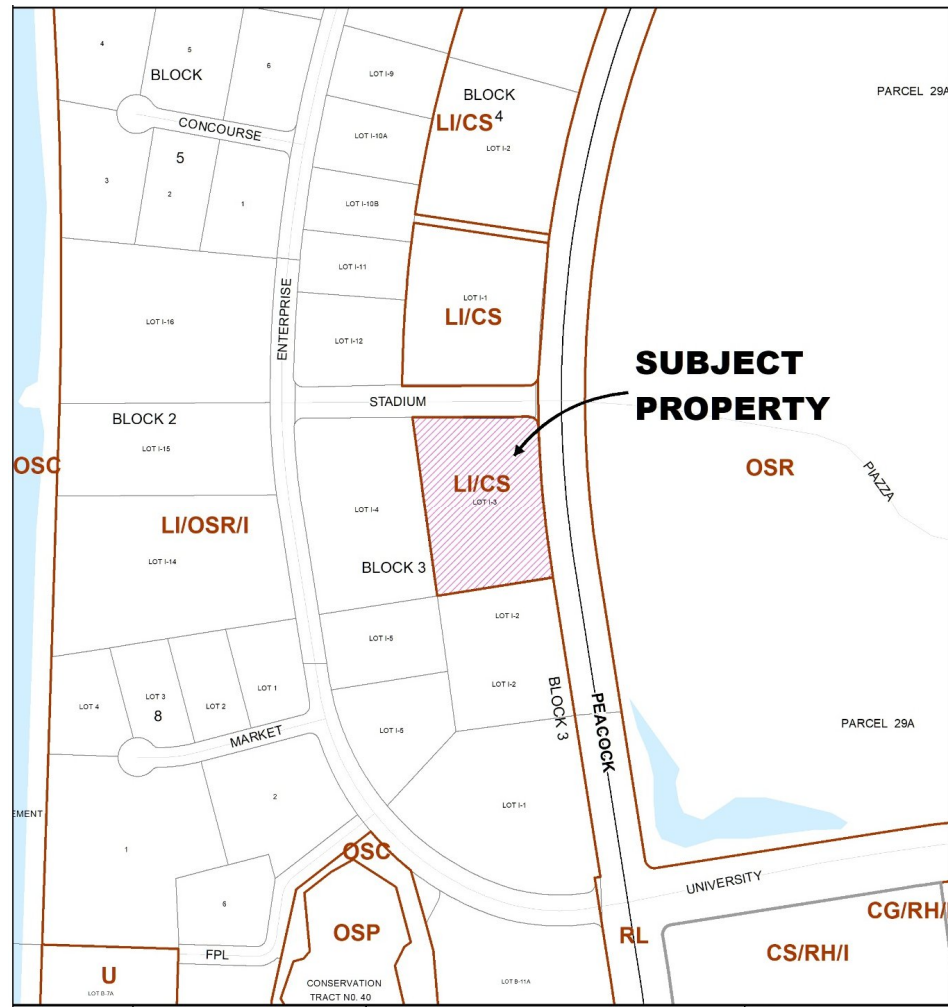 4
5
6
BLOCK
CONCOURSE
5
3
2
1
LOT I-9
BLOCK
4
LI/CS
LOT I-10A
LOT I-2
PARCEL 29A
LOT I-10B
LOT I-11
LOT I-1
LI/CS
LOT I-16
ENTERPRISE
LOT I-12
STADIUM
SUBJECT
PROPERTY
BLOCK 2
LOT I-15
OSC
LI/CS
LOT I-3
OSR
PIAZZA
LI/OSR/I
LOT I-4
LOT I-14
BLOCK 3
LOT I-5
LOT I-2
LOT 4
LOT 3
8
LOT 2
LOT 1
LOT I-2
BLOCK 3
PEACOCK
MARKET
LOT I-5
PARCEL 29A
LOT I-1
EMENT
2
1
OSC
UNIVERSITY
6
CG/RH/
OSP
RL
CS/RH/I
FPL
U
LOT B-7A
CONSERVATION
TRACT NO. 40
LOT B-11A